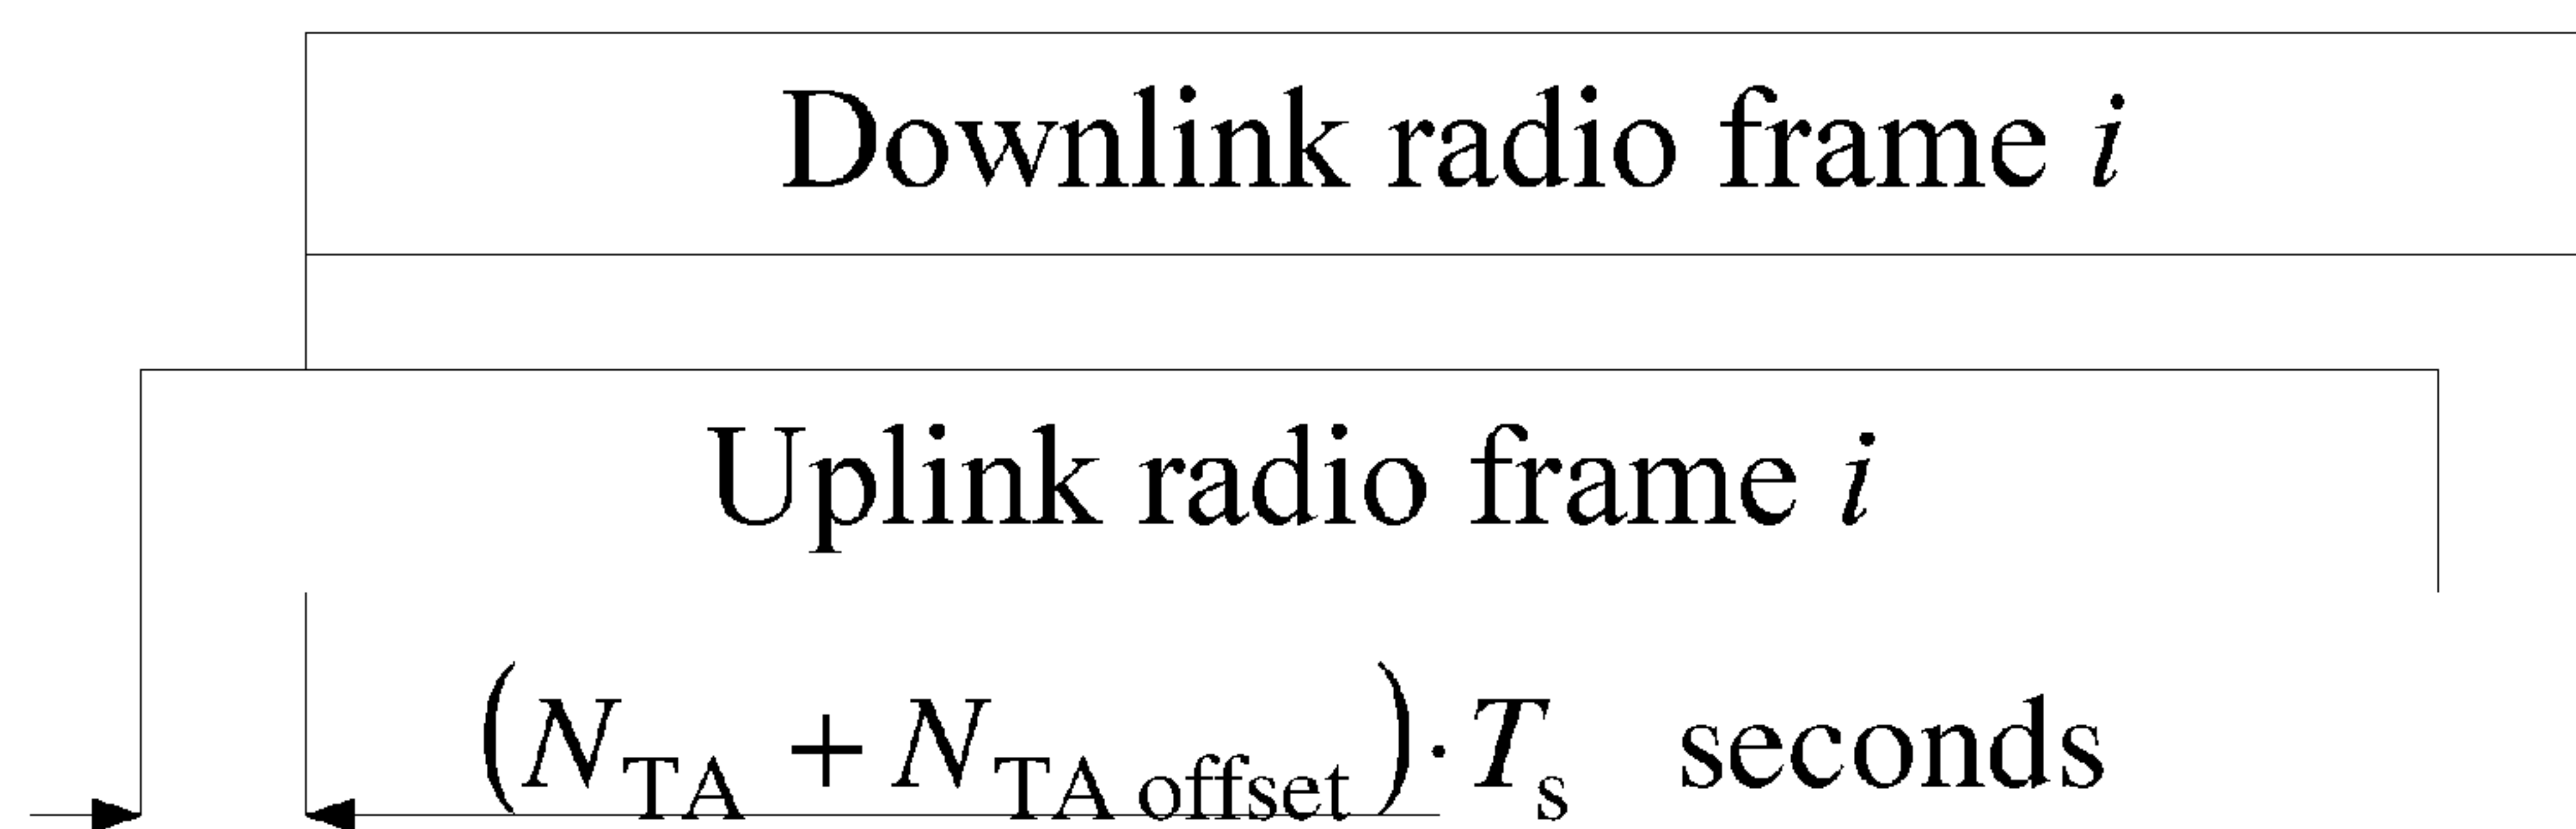 Downlink radio frame i
Uplink radio frame i
(N_TA + N_TA offset) · T_s seconds